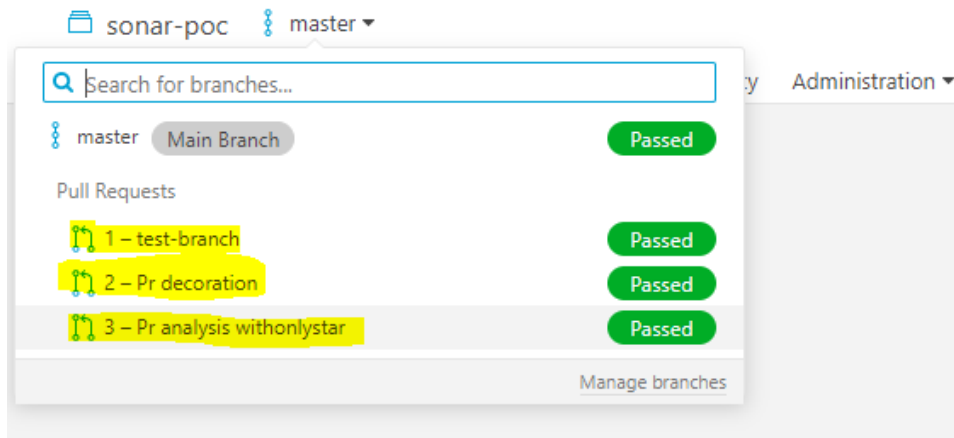 sonar-poc master
Search for branches...
ty Administration
master Main Branch Passed
Pull Requests
1 – test-branch Passed
2 – Pr decoration Passed
3 – Pr analysis withonlystar Passed
Manage branches